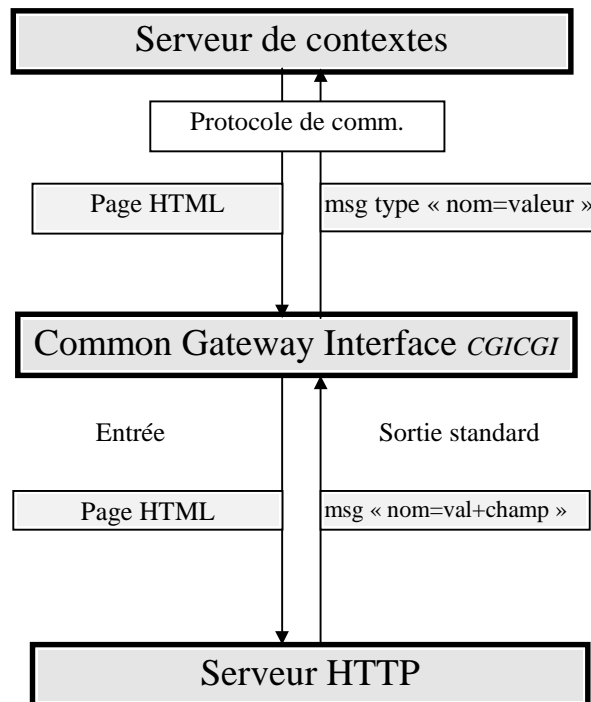 Serveur de contextes
Protocole de comm.
Page HTML
msg type « nom=valeur »
Common Gateway Interface CGICGI
Entrée
Sortie standard
Page HTML
msg « nom=val+champ »
Serveur HTTP